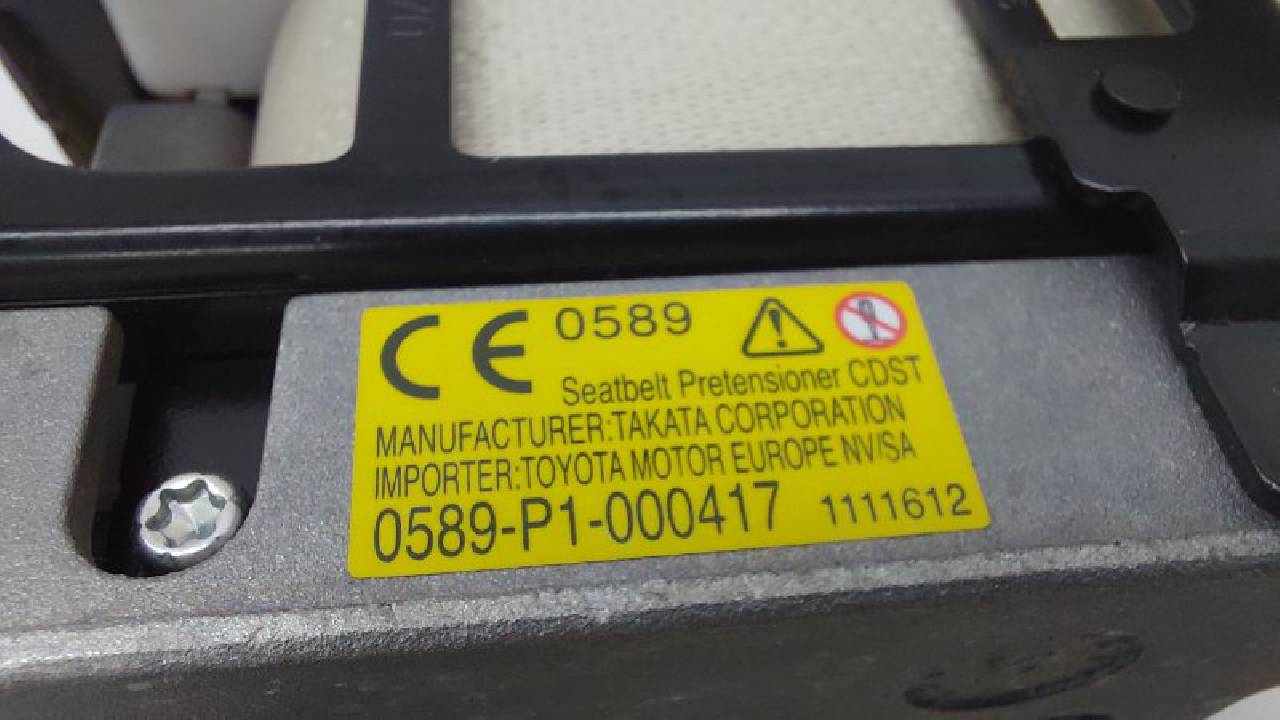 CE 0589
Seatbelt Pretensioner CDST
MANUFACTURER:TAKATA CORPORATION
IMPORTER:TOYOTA MOTOR EUROPE NV/SA
0589-P1-000417 1111612